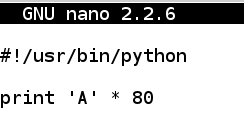 GNU nano 2.2.6
#!/usr/bin/python
print 'A' * 80